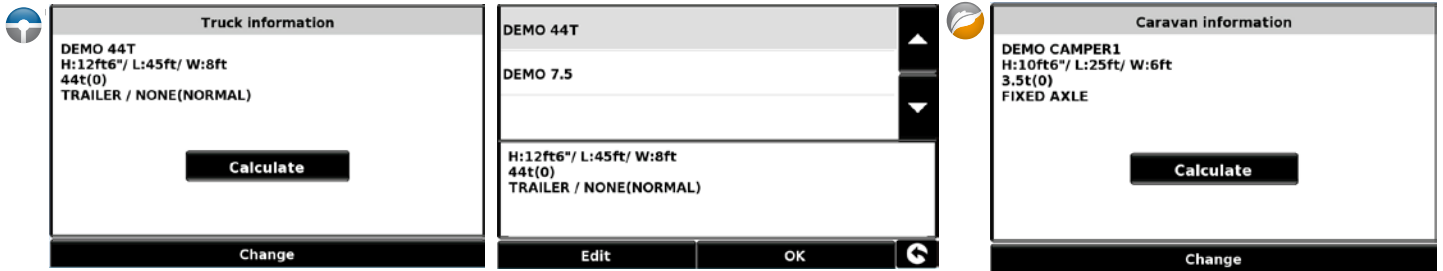 Truck information
DEMO 44T
H:12ft6"/ L:45ft/ W:8ft
44t(0)
TRAILER / NONE(NORMAL)
Calculate
Change
DEMO 44T
DEMO 7.5
H:12ft6"/ L:45ft/ W:8ft
44t(0)
TRAILER / NONE(NORMAL)
Edit
OK
Caravan information
DEMO CAMPER1
H:10ft6"/ L:25ft/ W:6ft
3.5t(0)
FIXED AXLE
Calculate
Change